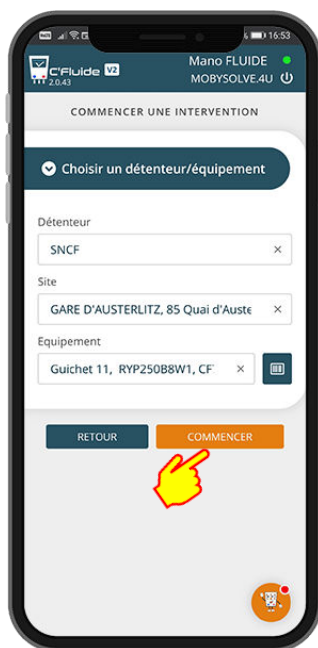 16:53
C'Fluide V2
2.0.43
Mano FLUIDE
MOBYSOLVE.4U
COMMENCER UNE INTERVENTION
Choisir un détenteur/équipement
Détenteur
SNCF ×
Site
GARE D'AUSTERLITZ, 85 Quai d'Auste ×
Equipement
Guichet 11, RYP250B8W1, CF ×
RETOUR
COMMENCER